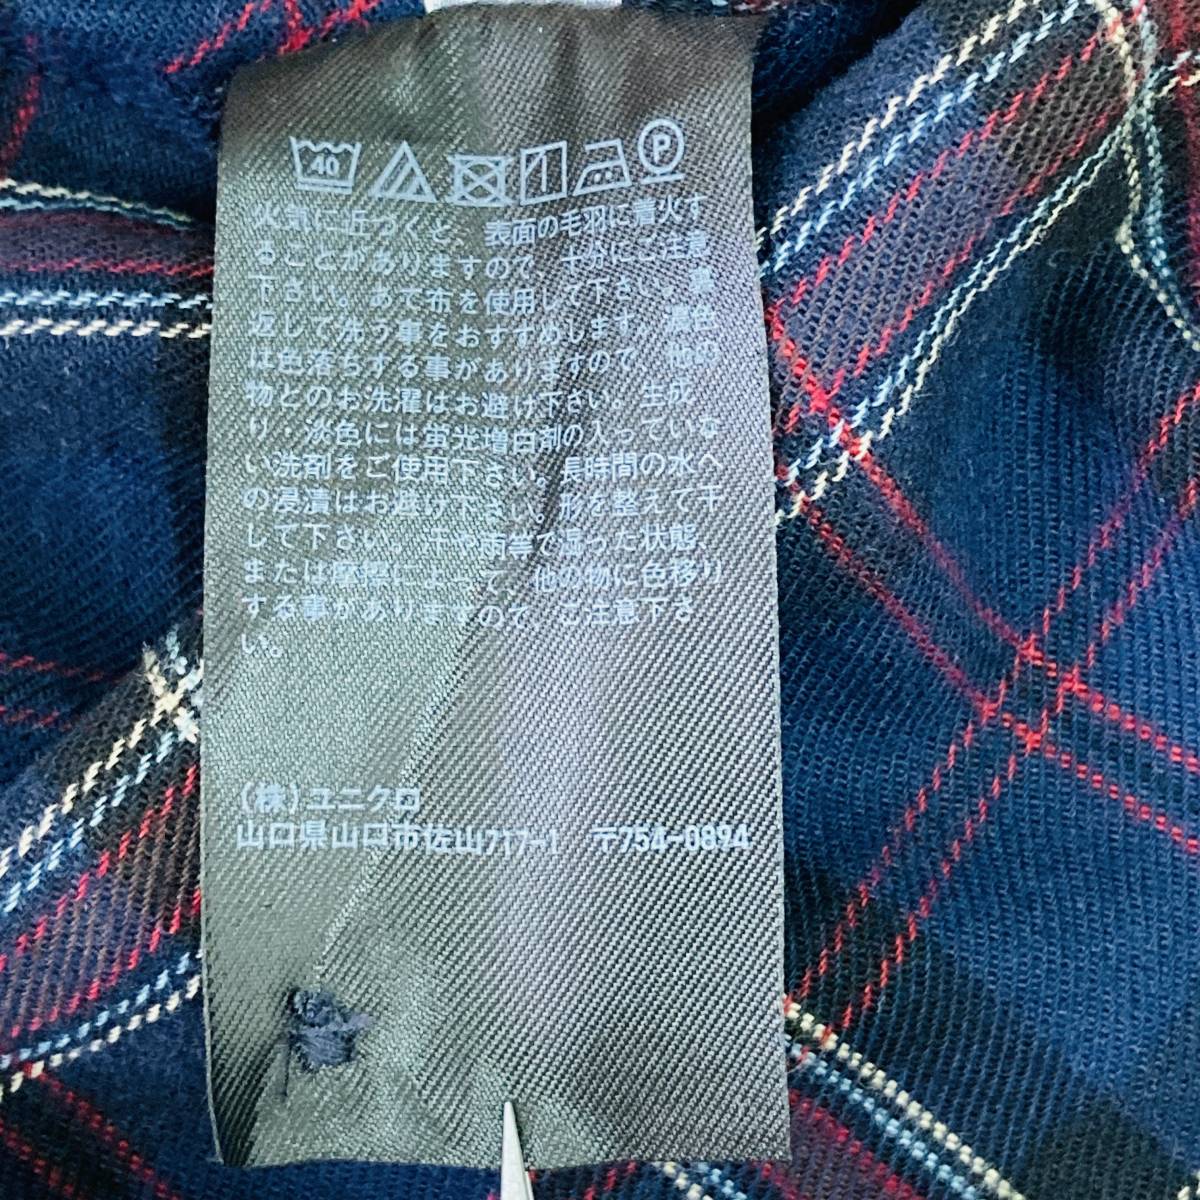 40 P
火気に近づくと、表面の毛羽に着火す
ることがありますので、十分にご注意
下さい。あて布を使用して下さい。裏
返して洗う事をおすすめします。濃色
は色落ちする事がありますので、他の
物とのお洗濯はお避け下さい。生成
り・淡色には蛍光増白剤の入っていな
い洗剤をご使用下さい。長時間の水へ
の浸漬はお避け下さい。形を整えて干
して下さい。汗や雨等で湿った状態
または摩擦によって、他の物に色移り
する事がありますので、ご注意下さ
い。
(株)ユニクロ
山口県山口市佐山717-1 〒754-0894